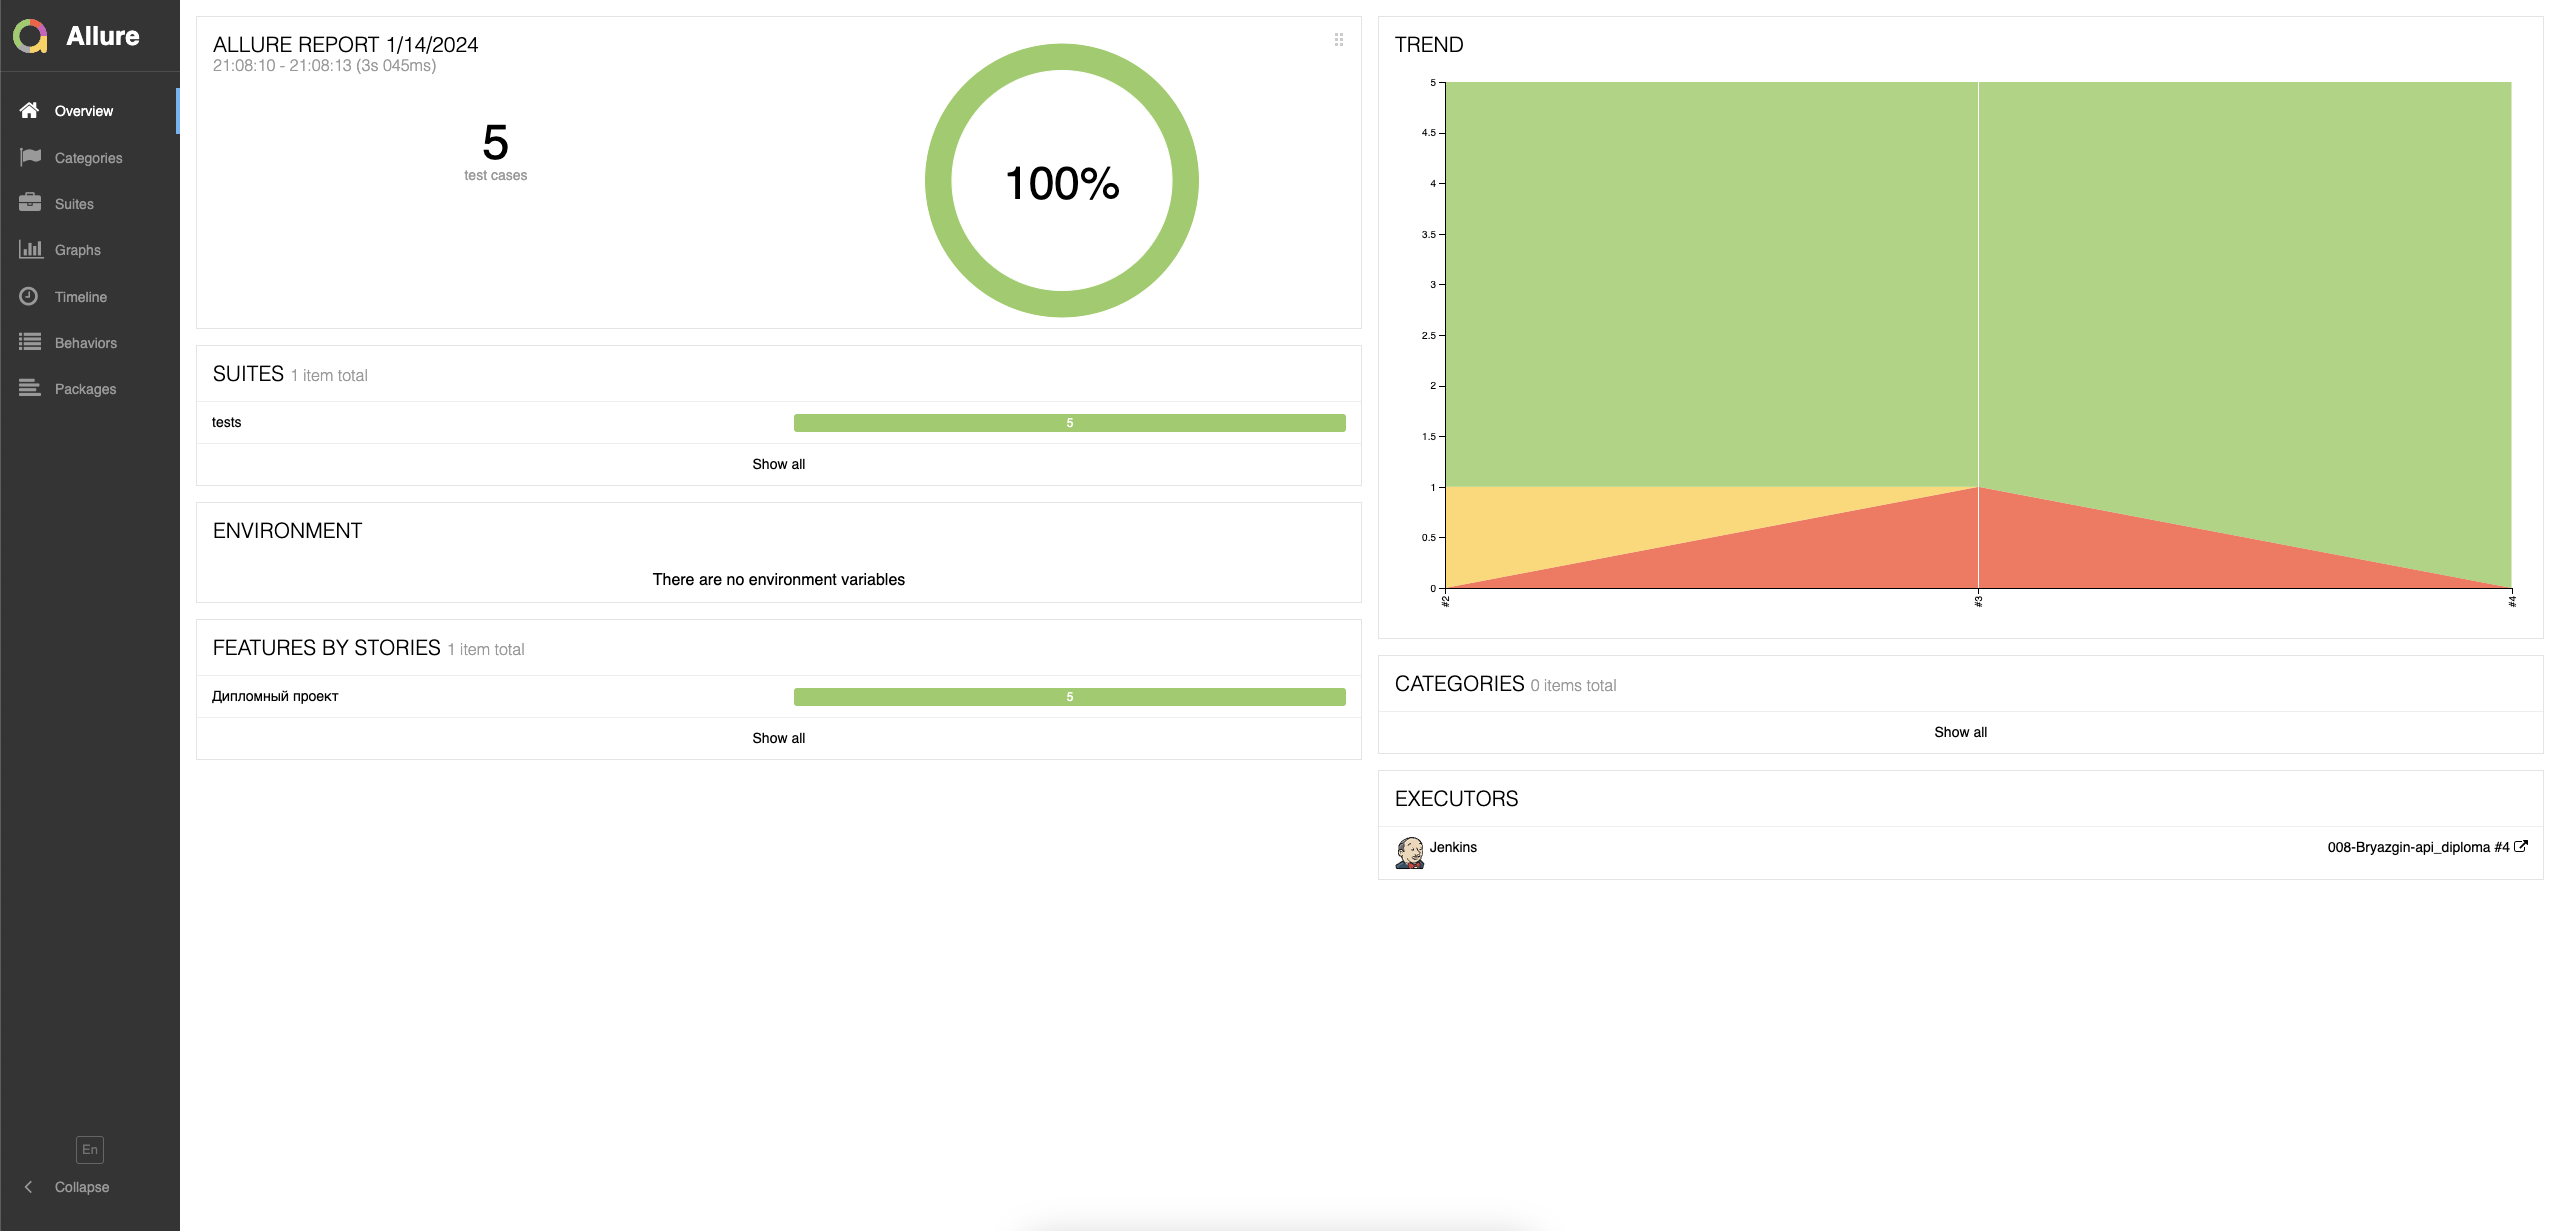 Allure
Overview
Categories
Suites
Graphs
Timeline
Behaviors
Packages
En
Collapse
ALLURE REPORT 1/14/2024
21:08:10 - 21:08:13 (3s 045ms)
5
test cases
100%
SUITES 1 item total
tests 5
Show all
ENVIRONMENT
There are no environment variables
FEATURES BY STORIES 1 item total
Дипломный проект 5
Show all
TREND
5
4.5
4
3.5
3
2.5
2
1.5
1
0.5
0
#2 #3 #4
CATEGORIES 0 items total
Show all
EXECUTORS
Jenkins 008-Bryazgin-api_diploma #4